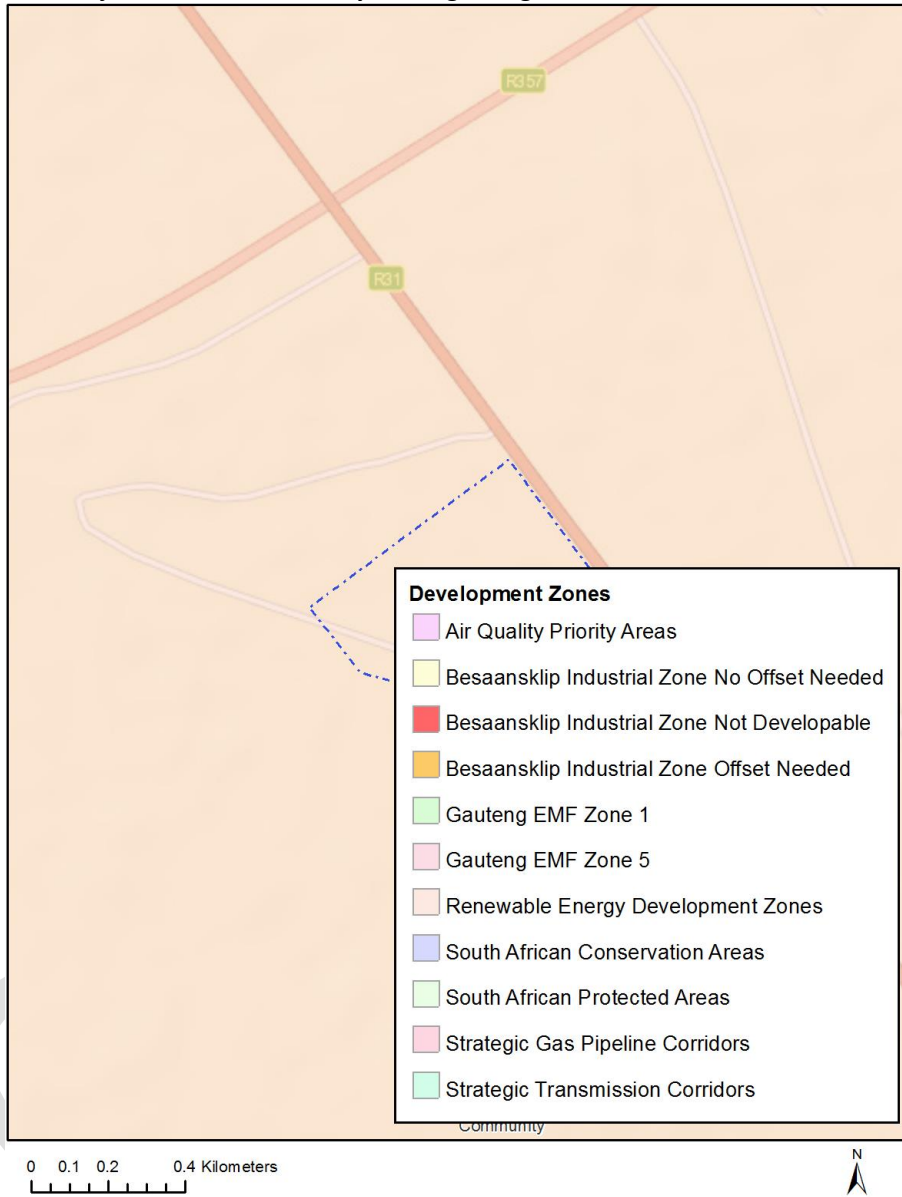 R357
R31
Development Zones
Air Quality Priority Areas
Besaansklip Industrial Zone No Offset Needed
Besaansklip Industrial Zone Not Developable
Besaansklip Industrial Zone Offset Needed
Gauteng EMF Zone 1
Gauteng EMF Zone 5
Renewable Energy Development Zones
South African Conservation Areas
South African Protected Areas
Strategic Gas Pipeline Corridors
Strategic Transmission Corridors
Community
0 0.1 0.2 0.4 Kilometers
N